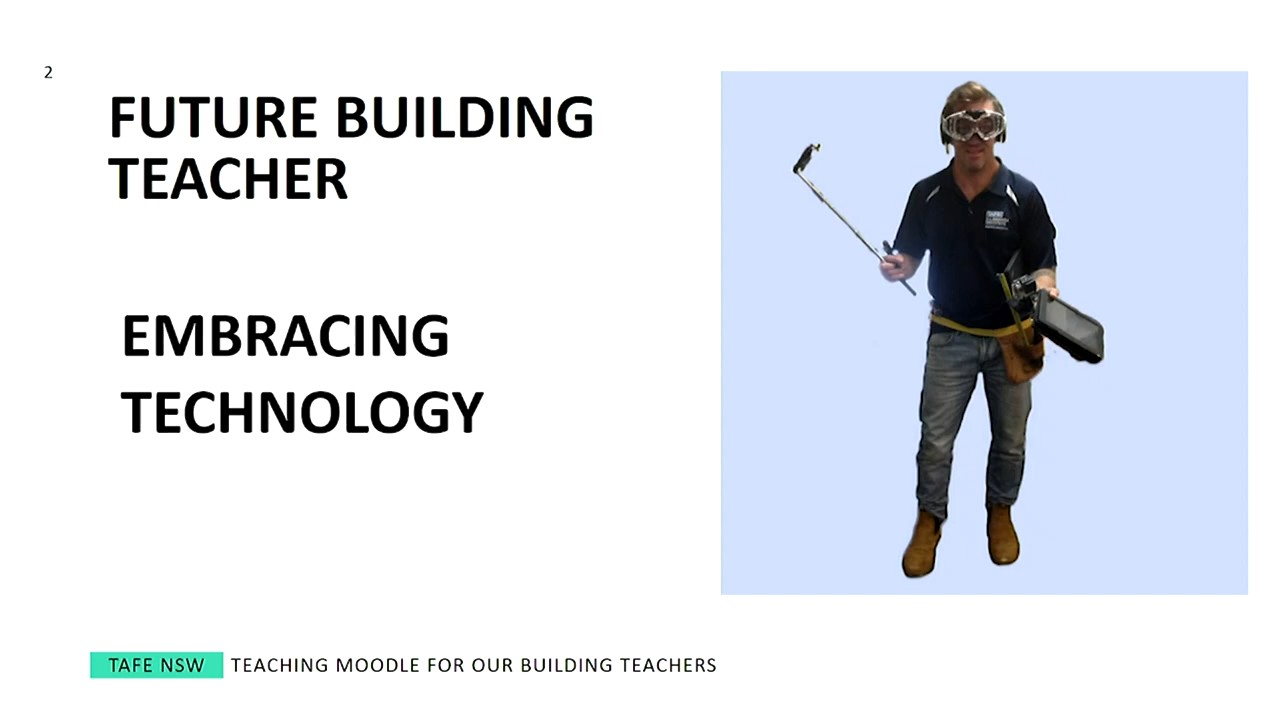 2
FUTURE BUILDING
TEACHER
EMBRACING
TECHNOLOGY
TAFE NSW TEACHING MOODLE FOR OUR BUILDING TEACHERS